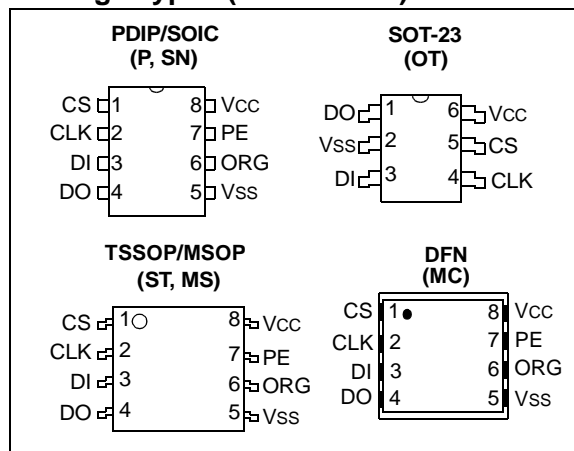 PDIP/SOIC
(P, SN)
CS 1 8 VCC
CLK 2 7 PE
DI 3 6 ORG
DO 4 5 VSS
SOT-23
(OT)
DO 1 6 VCC
VSS 2 5 CS
DI 3 4 CLK
TSSOP/MSOP
(ST, MS)
CS 1 8 VCC
CLK 2 7 PE
DI 3 6 ORG
DO 4 5 VSS
DFN
(MC)
CS 1 8 VCC
CLK 2 7 PE
DI 3 6 ORG
DO 4 5 VSS